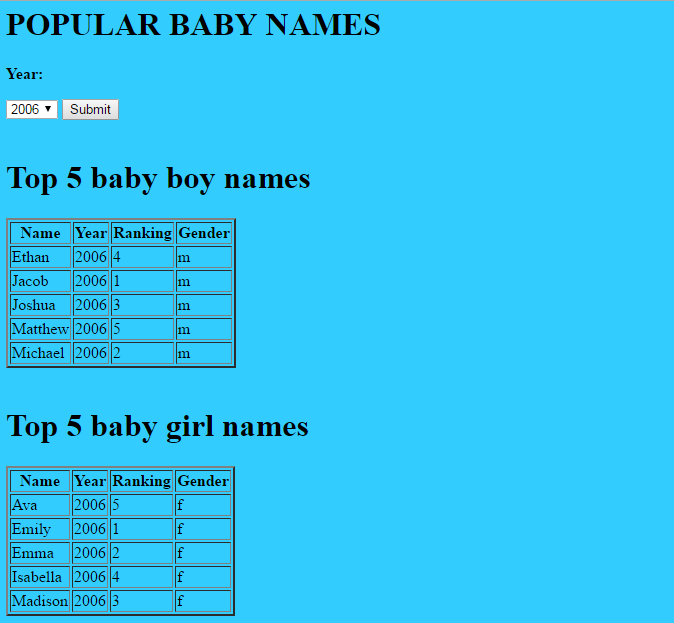 POPULAR BABY NAMES
Year:
2006 Submit
Top 5 baby boy names
Name Year Ranking Gender
Ethan 2006 4 m
Jacob 2006 1 m
Joshua 2006 3 m
Matthew 2006 5 m
Michael 2006 2 m
Top 5 baby girl names
Name Year Ranking Gender
Ava 2006 5 f
Emily 2006 1 f
Emma 2006 2 f
Isabella 2006 4 f
Madison 2006 3 f